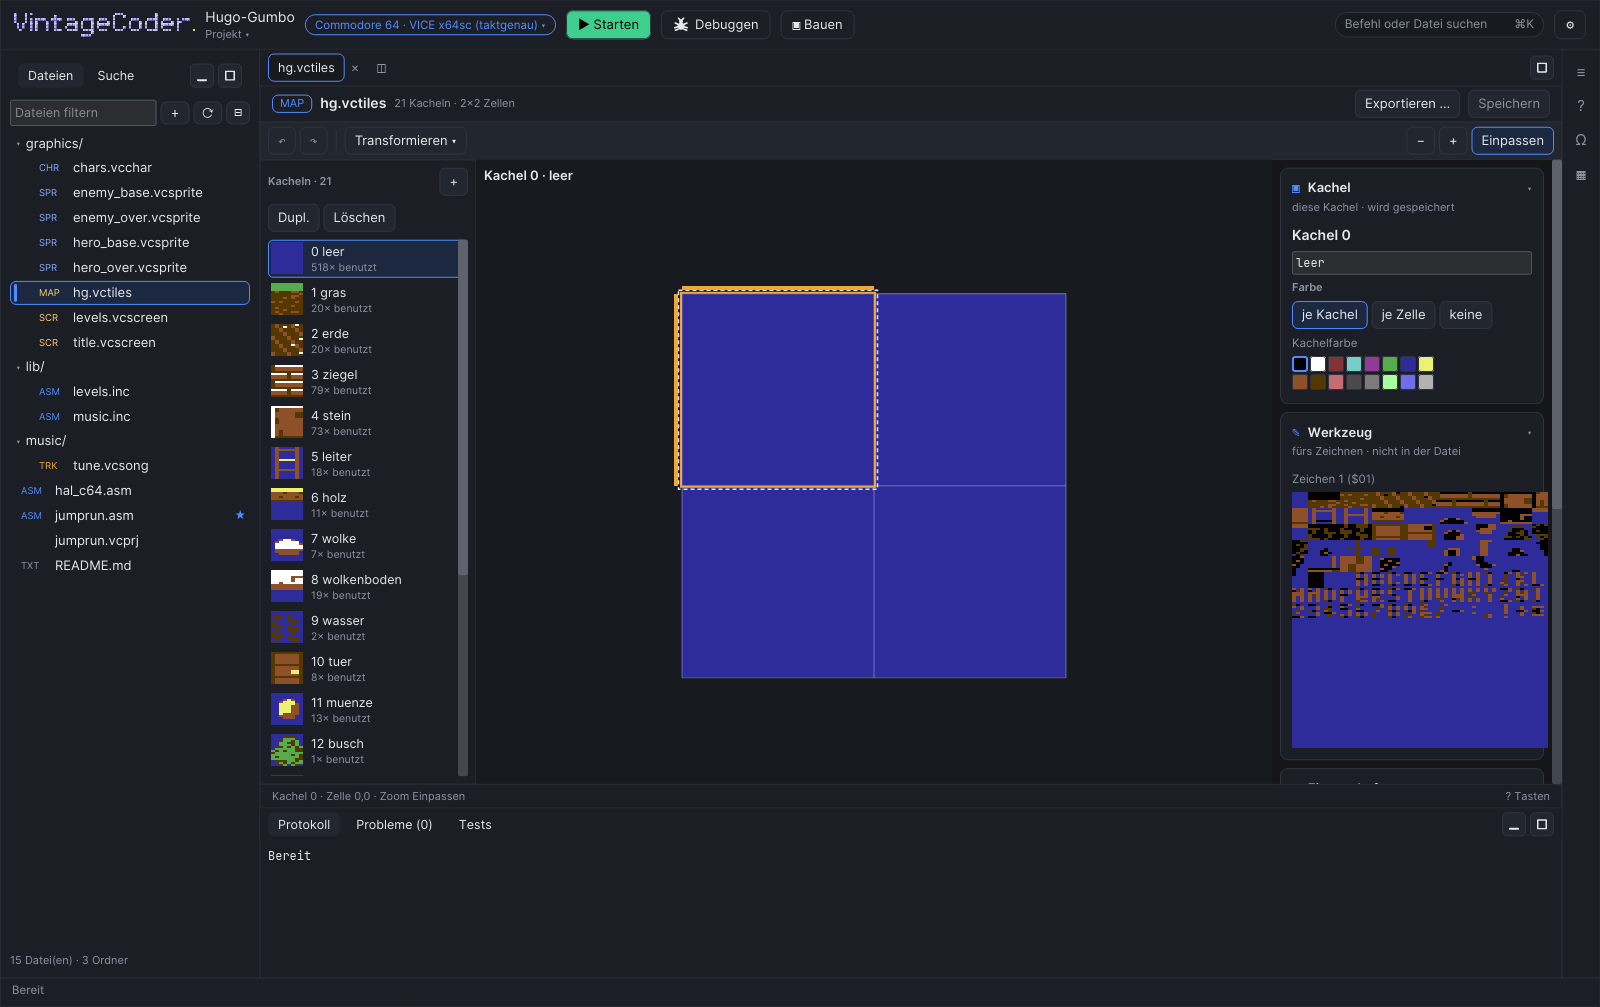 VintageCoder.
Hugo-Gumbo
Projekt
Commodore 64 · VICE x64sc (taktgenau)
Starten
Debuggen
Bauen
Befehl oder Datei suchen ⌘K
Dateien
Suche
Dateien filtern
+
graphics/
CHR chars.vcchar
SPR enemy_base.vcsprite
SPR enemy_over.vcsprite
SPR hero_base.vcsprite
SPR hero_over.vcsprite
MAP hg.vctiles
SCR levels.vcscreen
SCR title.vcscreen
lib/
ASM levels.inc
ASM music.inc
music/
TRK tune.vcsong
ASM hal_c64.asm
ASM jumprun.asm ★
jumprun.vcprj
TXT README.md
15 Datei(en) · 3 Ordner
hg.vctiles ×
MAP hg.vctiles 21 Kacheln · 2×2 Zellen
Exportieren ...
Speichern
Transformieren
− + Einpassen
Kacheln · 21
+
Dupl.
Löschen
0 leer
518× benutzt
1 gras
20× benutzt
2 erde
20× benutzt
3 ziegel
79× benutzt
4 stein
73× benutzt
5 leiter
18× benutzt
6 holz
11× benutzt
7 wolke
7× benutzt
8 wolkenboden
19× benutzt
9 wasser
2× benutzt
10 tuer
8× benutzt
11 muenze
13× benutzt
12 busch
1× benutzt
Kachel 0 · leer
Kachel
diese Kachel · wird gespeichert
Kachel 0
leer
Farbe
je Kachel
je Zelle
keine
Kachelfarbe
Werkzeug
fürs Zeichnen · nicht in der Datei
Zeichen 1 ($01)
≡
?
Ω
Kachel 0 · Zelle 0,0 · Zoom Einpassen
? Tasten
Protokoll
Probleme (0)
Tests
Bereit
Bereit